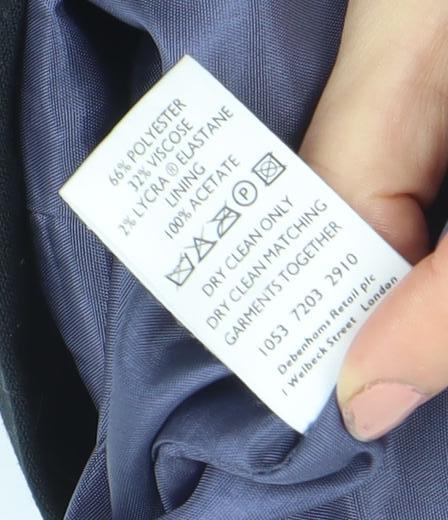 66% POLYESTER
32% VISCOSE
2% LYCRA ® ELASTANE
LINING
100% ACETATE
P
DRY CLEAN ONLY
DRY CLEAN MATCHING
GARMENTS TOGETHER
1053 7203 2910
Debenhams Retail plc
1 Welbeck Street London